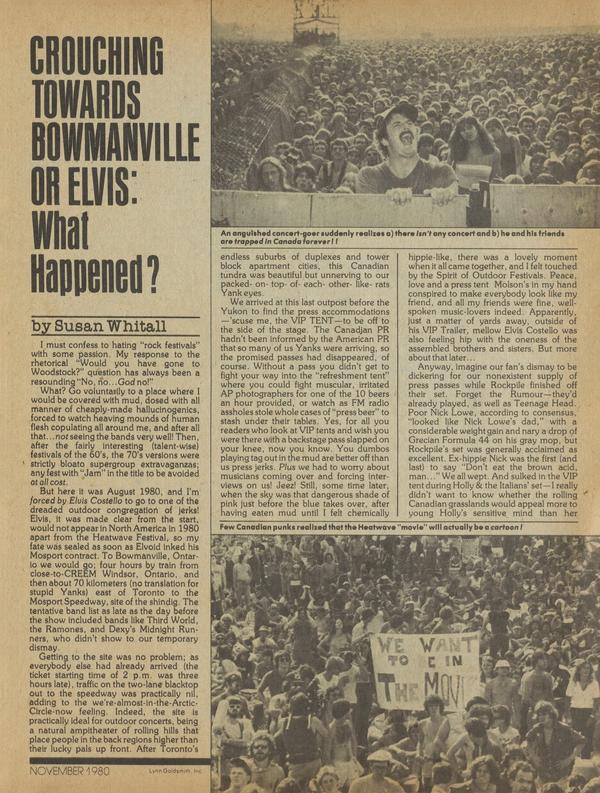 CROUCHING
TOWARDS
BOWMANVILLE
OR ELVIS:
What
Happened?
by Susan Whitall
I must confess to hating "rock festivals"
with some passion. My response to the
rhetorical "Would you have gone to
Woodstock?" question has always been a
resounding "No, no...God no!"
What? Go voluntarily to a place where I
would be covered with mud, dosed with all
manner of cheaply-made hallucinogenics,
forced to watch heaving mounds of human
flesh copulating all around me, and after all
that...not seeing the bands very well! Then,
after the fairly interesting (talent-wise)
festivals of the 60's, the 70's versions were
strictly bloato supergroup extravaganzas;
any fest with "Jam" in the title to be avoided
at all cost.
But here it was August 1980, and I'm
forced by Elvis Costello to go to one of the
dreaded outdoor congregation of jerks!
Elvis, it was made clear from the start,
would not appear in North America in 1980
apart from the Heatwave Festival, so my
fate was sealed as soon as Elvoid inked his
Mosport contract. To Bowmanville, Ontar-
io we would go; four hours by train from
close-to-CREEM Windsor, Ontario, and
then about 70 kilometers (no translation for
stupid Yanks) east of Toronto to the
Mosport Speedway, site of the shindig. The
tentative band list as late as the day before
the show included bands like Third World,
the Ramones, and Dexy's Midnight Run-
ners, who didn't show to our temporary
dismay.
Getting to the site was no problem; as
everybody else had already arrived (the
ticket starting time of 2 p.m. was three
hours late), traffic on the two-lane blacktop
out to the speedway was practically nil,
adding to the we're-almost-in-the-Arctic-
Circle-now feeling. Indeed, the site is
practically ideal for outdoor concerts, being
a natural ampitheater of rolling hills that
place people in the back regions higher than
their lucky pals up front. After Toronto's
An anguished concert-goer suddenly realizes a) there isn't any concert and b) he and his friends
are trapped in Canada forever!!
endless suburbs of duplexes and tower
block apartment cities, this Canadian
tundra was beautiful but unnerving to our
packed- on- top- of- each- other- like- rats
Yank eyes.
We arrived at this last outpost before the
Yukon to find the press accommodations
—'scuse me, the VIP TENT—to be off to
the side of the stage. The Canadian PR
hadn't been informed by the American PR
that so many of us Yanks were arriving, so
the promised passes had disappeared, of
course. Without a pass you didn't get to
fight your way into the "refreshment tent"
where you could fight muscular, irritated
AP photographers for one of the 10 beers
an hour provided, or watch as FM radio
assholes stole whole cases of "press beer" to
stash under their tables. Yes, for all you
readers who look at VIP tents and wish you
were there with a backstage pass slapped on
your knee, now you know. You dumbos
playing tag out in the mud are better off than
us press jerks. Plus we had to worry about
musicians coming over and forcing inter-
views on us! Jeez! Still, some time later,
when the sky was that dangerous shade of
pink just before the blue takes over, after
having eaten mud until I felt chemically
hippie-like, there was a lovely moment
when it all came together, and I felt touched
by the Spirit of Outdoor Festivals. Peace,
love and a press tent Molson's in my hand
conspired to make everybody look like my
friend, and all my friends were fine, well-
spoken music-lovers indeed. Apparently,
just a matter of yards away, outside of
his VIP Trailer, mellow Elvis Costello was
also feeling hip with the oneness of the
assembled brothers and sisters. But more
about that later...
Anyway, imagine our fan's dismay to be
dickering for our nonexistent supply of
press passes while Rockpile finished off
their set. Forget the Rumour—they'd
already played, as well as Teenage Head.
Poor Nick Lowe, according to consensus,
"looked like Nick Lowe's dad," with a
considerable weight gain and nary a drop of
Grecian Formula 44 on his gray mop, but
Rockpile's set was generally acclaimed as
excellent. Ex-hippie Nick was the first (and
last) to say "Don't eat the brown acid,
man..." We all wept. And sulked in the VIP
tent during Holly & the Italians' set—I really
didn't want to know whether the rolling
Canadian grasslands would appeal more to
young Holly's sensitive mind than her
Few Canadian punks realized that the Heatwave "movie" will actually be a cartoon!
WE WANT
TO BE IN
THE MOVI
NOVEMBER 1980
Lynn Goldsmith, Inc.